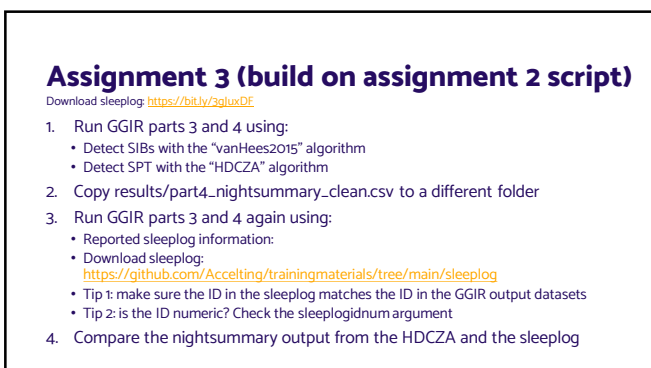 Assignment 3 (build on assignment 2 script)
Download sleeplog: https://bit.ly/3gJuxDF
1. Run GGIR parts 3 and 4 using:
• Detect SIBs with the “vanHees2015” algorithm
• Detect SPT with the “HDCZA” algorithm
2. Copy results/part4_nightsummary_clean.csv to a different folder
3. Run GGIR parts 3 and 4 again using:
• Reported sleeplog information:
• Download sleeplog:
https://github.com/Accelting/trainingmaterials/tree/main/sleeplog
• Tip 1: make sure the ID in the sleeplog matches the ID in the GGIR output datasets
• Tip 2: is the ID numeric? Check the sleeplogidnum argument
4. Compare the nightsummary output from the HDCZA and the sleeplog